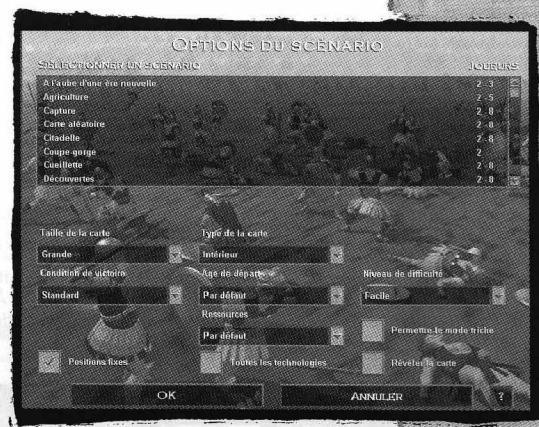 OPTIONS DU SCÉNARIO
SÉLECTIONNER UN SCÉNARIO JOUEURS
A l'aube d'une ère nouvelle 2 - 3
Agriculture 2 - 5
Capture 2 - 8
Carte aléatoire 2 - 8
Citadelle 2 - 8
Coupe-gorge 2
Cueillette 2 - 8
Découvertes 2 - 8
Taille de la carte Type de la carte
Grande Intérieur
Condition de victoire Age de départ Niveau de difficulté
Standard Par défaut Facile
Ressources
Par défaut Permettre le mode triche
Positions fixes Toutes les technologies Révéler la carte
OK ANNULER ?